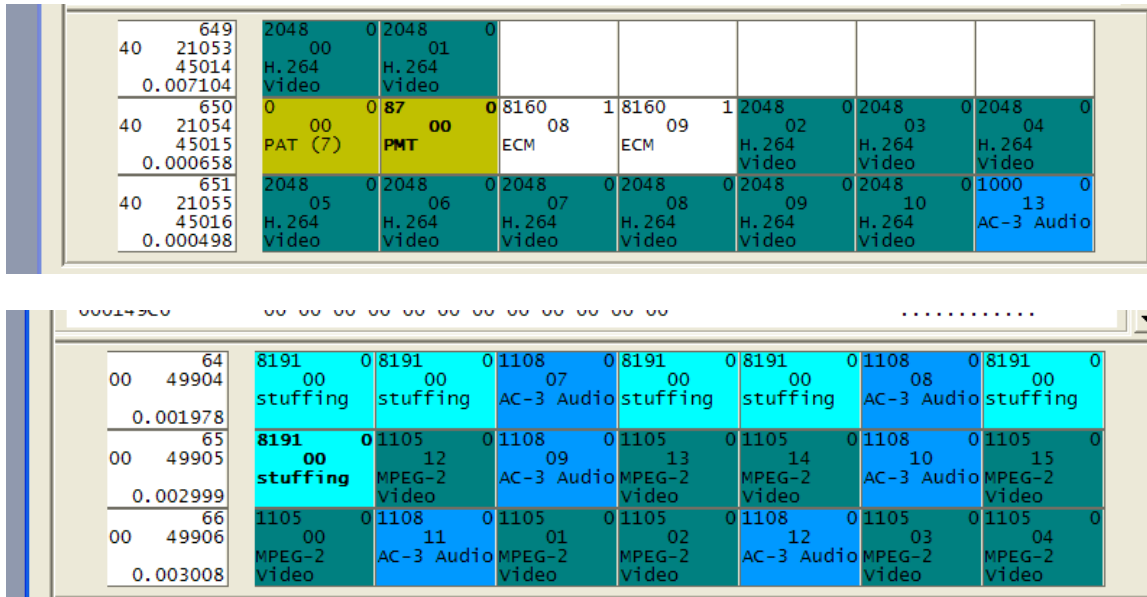 649 2048 0 2048 0
40 21053 00 01
45014 H.264 H.264
0.007104 Video Video
650 0 0 87 0 8160 1 8160 1 2048 0 2048 0 2048 0
40 21054 00 00 08 09 02 03 04
45015 PAT (7) PMT ECM ECM H.264 H.264 H.264
0.000658 Video Video Video
651 2048 0 2048 0 2048 0 2048 0 2048 0 2048 0 1000 0
40 21055 05 06 07 08 09 10 13
45016 H.264 H.264 H.264 H.264 H.264 H.264 AC-3 Audio
0.000498 Video Video Video Video Video Video
64 8191 0 8191 0 1108 0 8191 0 8191 0 1108 0 8191 0
00 49904 00 00 07 00 00 08 00
stuffing stuffing AC-3 Audio stuffing stuffing AC-3 Audio stuffing
0.001978
65 8191 0 1105 0 1108 0 1105 0 1105 0 1108 0 1105 0
00 49905 00 12 09 13 14 10 15
stuffing MPEG-2 AC-3 Audio MPEG-2 MPEG-2 AC-3 Audio MPEG-2
0.002999 Video Video Video Video
66 1105 0 1108 0 1105 0 1105 0 1108 0 1105 0 1105 0
00 49906 00 11 01 02 12 03 04
MPEG-2 AC-3 Audio MPEG-2 MPEG-2 AC-3 Audio MPEG-2 MPEG-2
0.003008 Video Video Video Video Video